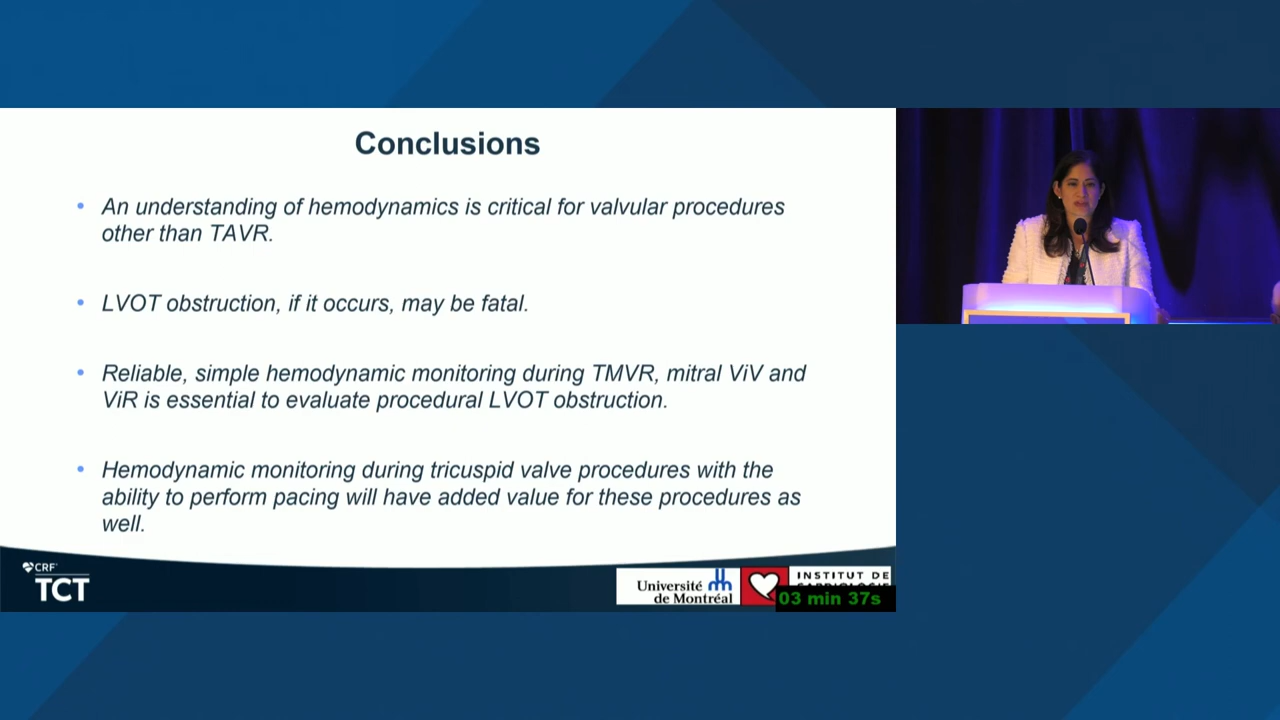 Conclusions
• An understanding of hemodynamics is critical for valvular procedures
other than TAVR.
• LVOT obstruction, if it occurs, may be fatal.
• Reliable, simple hemodynamic monitoring during TMVR, mitral ViV and
ViR is essential to evaluate procedural LVOT obstruction.
• Hemodynamic monitoring during tricuspid valve procedures with the
ability to perform pacing will have added value for these procedures as
well.
CRF
TCT
Université
de Montréal
INSTITUT DE
03 min 37s